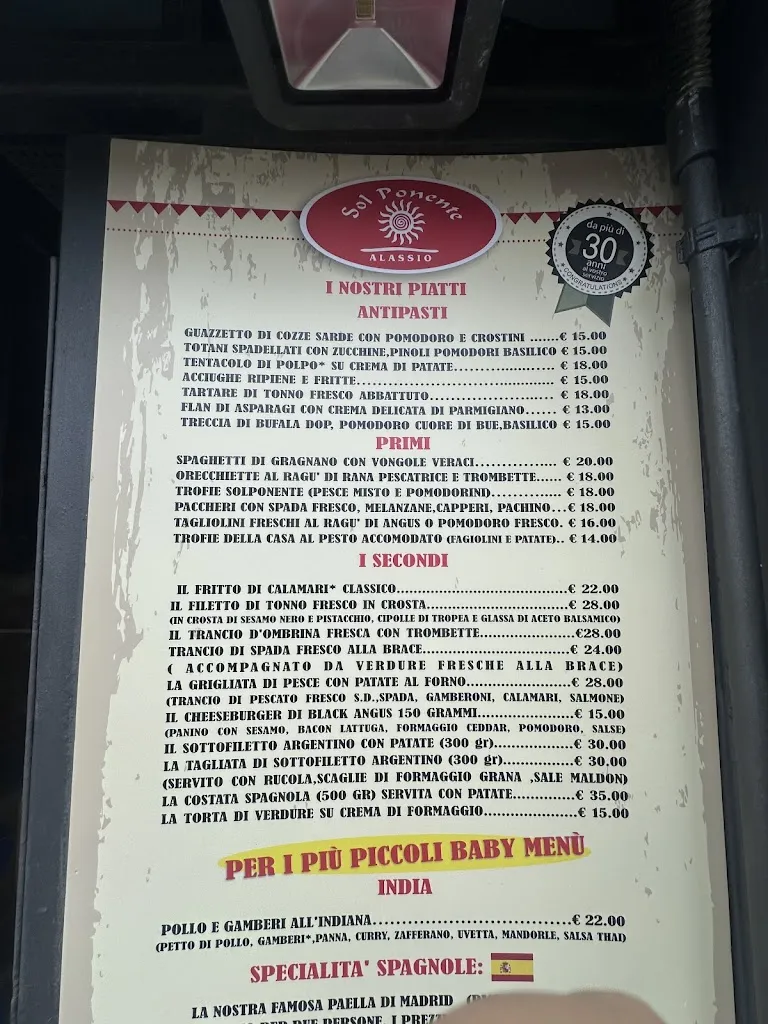 Sol Ponente
ALASSIO
da più di
30
anni
al vostro
servizio
CONGRATULATIONS
I NOSTRI PIATTI
ANTIPASTI
GUAZZETTO DI COZZE SARDE CON POMODORO E CROSTINI .......€ 15.00
TOTANI SPADELLATI CON ZUCCHINE,PINOLI POMODORI BASILICO € 15.00
TENTACOLO DI POLPO* SU CREMA DI PATATE...................... € 18.00
ACCIUGHE RIPIENE E FRITTE........................................... € 15.00
TARTARE DI TONNO FRESCO ABBATTUTO........................... € 18.00
FLAN DI ASPARAGI CON CREMA DELICATA DI PARMIGIANO...... € 13.00
TRECCIA DI BUFALA DOP, POMODORO CUORE DI BUE,BASILICO € 15.00
PRIMI
SPAGHETTI DI GRAGNANO CON VONGOLE VERACI................. € 20.00
ORECCHIETTE AL RAGU' DI RANA PESCATRICE E TROMBETTE...... € 18.00
TROFIE SOLPONENTE (PESCE MISTO E POMODORINI)............... € 18.00
PACCHERI CON SPADA FRESCO, MELANZANE,CAPPERI, PACHINO...€ 18.00
TAGLIOLINI FRESCHI AL RAGU' DI ANGUS O POMODORO FRESCO. € 16.00
TROFIE DELLA CASA AL PESTO ACCOMODATO (FAGIOLINI E PATATE).. € 14.00
I SECONDI
IL FRITTO DI CALAMARI* CLASSICO....................................€ 22.00
IL FILETTO DI TONNO FRESCO IN CROSTA..............................€ 28.00
(IN CROSTA DI SESAMO NERO E PISTACCHIO, CIPOLLE DI TROPEA E GLASSA DI ACETO BALSAMICO)
IL TRANCIO D'OMBRINA FRESCA CON TROMBETTE....................€28.00
TRANCIO DI SPADA FRESCO ALLA BRACE...............................€ 24.00
( ACCOMPAGNATO DA VERDURE FRESCHE ALLA BRACE)
LA GRIGLIATA DI PESCE CON PATATE AL FORNO......................€ 28.00
(TRANCIO DI PESCATO FRESCO S.D.,SPADA, GAMBERONI, CALAMARI, SALMONE)
IL CHEESEBURGER DI BLACK ANGUS 150 GRAMMI.....................€ 15.00
(PANINO CON SESAMO, BACON LATTUGA, FORMAGGIO CEDDAR, POMODORO, SALSE)
IL SOTTOFILETTO ARGENTINO CON PATATE (300 gr).................€ 30.00
LA TAGLIATA DI SOTTOFILETTO ARGENTINO (300 gr)................€ 30,00
(SERVITO CON RUCOLA,SCAGLIE DI FORMAGGIO GRANA ,SALE MALDON)
LA COSTATA SPAGNOLA (500 GR) SERVITA CON PATATE.............€ 35.00
LA TORTA DI VERDURE SU CREMA DI FORMAGGIO....................€ 15.00
PER I PIÙ PICCOLI BABY MENÙ
INDIA
POLLO E GAMBERI ALL'INDIANA..................................€ 22.00
(PETTO DI POLLO, GAMBERI*,PANNA, CURRY, ZAFFERANO, UVETTA, MANDORLE, SALSA THAI)
SPECIALITA' SPAGNOLE:
LA NOSTRA FAMOSA PAELLA DI MADRID
PER DUE PERSONE, I